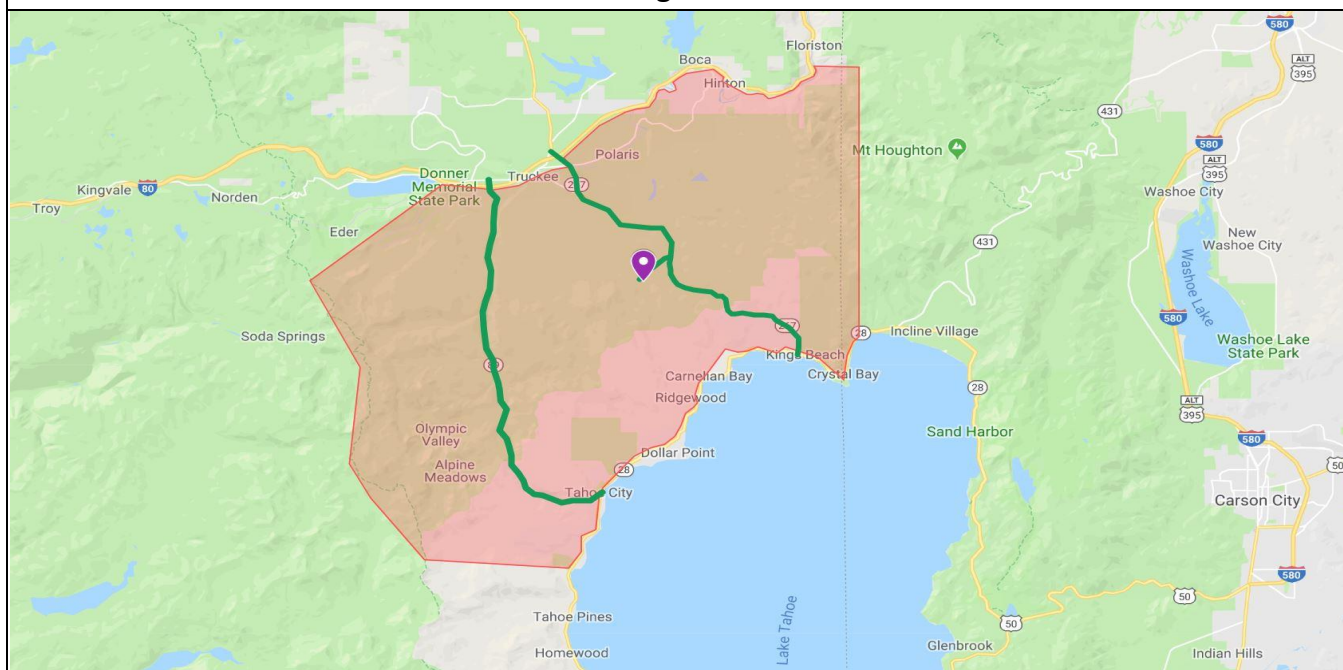 Floriston
580
ALT
395
Boca
Hinton
431
Mt Houghton
580
ALT
395
Polaris
Donner
Memorial
State Park
Truckee
267
Kingvale
80
Norden
Troy
Washoe City
Eder
431
New
Washoe City
Washoe Lake
Soda Springs
580
Washoe Lake
State Park
267
28
Incline Village
Kings Beach
Crystal Bay
89
Carnelian Bay
Ridgewood
28
ALT
395
Olympic
Valley
Sand Harbor
580
Alpine
Meadows
Dollar Point
28
50
Tahoe City
Carson City
580
50
50
Tahoe Pines
Lake Tahoe
Homewood
Glenbrook
Indian Hills